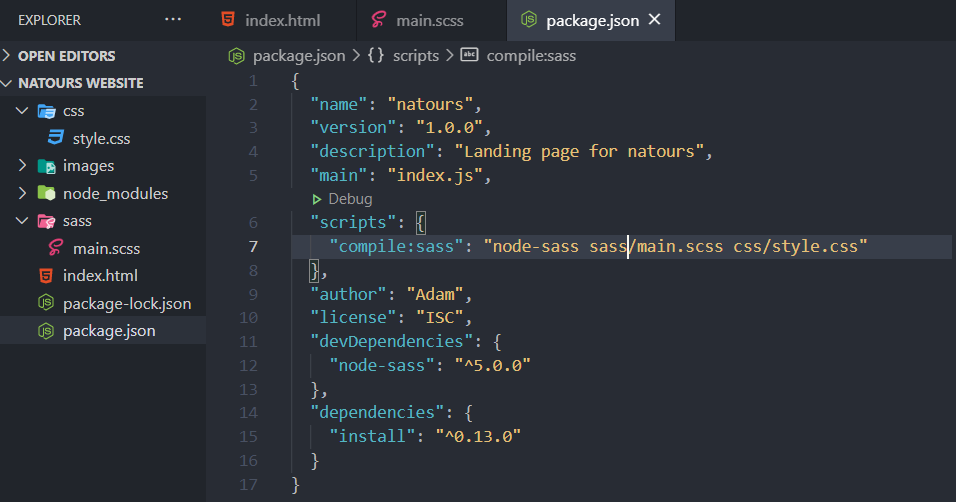 EXPLORER ...
index.html main.scss package.json
OPEN EDITORS
NATOURS WEBSITE
css
style.css
images
node_modules
sass
main.scss
index.html
package-lock.json
package.json
package.json > {} scripts > abc compile:sass
1 {
2 "name": "natours",
3 "version": "1.0.0",
4 "description": "Landing page for natours",
5 "main": "index.js",
Debug
6 "scripts": {
7 "compile:sass": "node-sass sass/main.scss css/style.css"
8 },
9 "author": "Adam",
10 "license": "ISC",
11 "devDependencies": {
12 "node-sass": "^5.0.0"
13 },
14 "dependencies": {
15 "install": "^0.13.0"
16 }
17 }